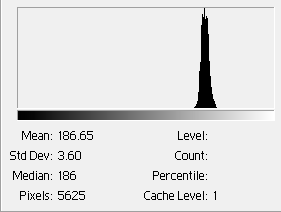 Mean: 186.65 Level:
Std Dev: 3.60 Count:
Median: 186 Percentile:
Pixels: 5625 Cache Level: 1